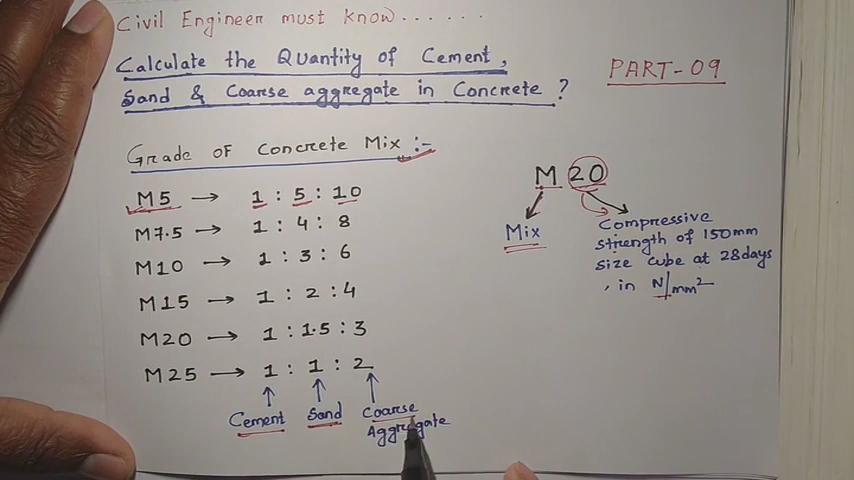 Civil Engineer must know......
Calculate the Quantity of Cement,
Sand & Coarse aggregate in Concrete ?
PART-09
Grade of Concrete Mix :-
M5 → 1 : 5 : 10
M7.5 → 1 : 4 : 8
M10 → 1 : 3 : 6
M15 → 1 : 2 : 4
M20 → 1 : 1.5 : 3
M25 → 1 : 1 : 2
Cement Sand Coarse
Aggregate
M 20
Mix
Compressive
strength of 150mm
size cube at 28days
, in N/mm²